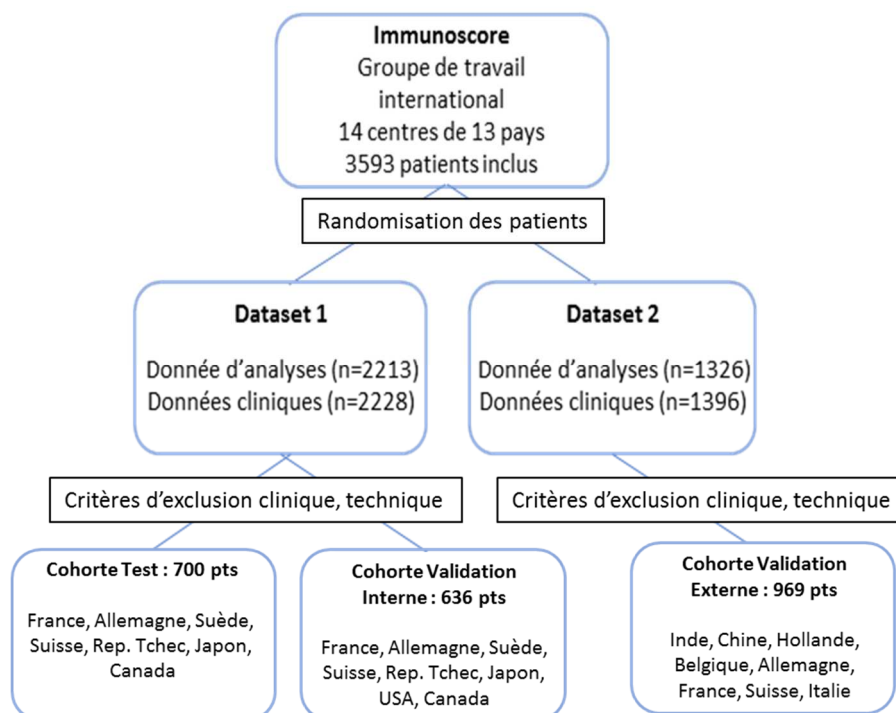 Immunoscore
Groupe de travail
international
14 centres de 13 pays
3593 patients inclus
Randomisation des patients
Dataset 1
Donnée d’analyses (n=2213)
Données cliniques (n=2228)
Dataset 2
Donnée d’analyses (n=1326)
Données cliniques (n=1396)
Critères d’exclusion clinique, technique
Critères d’exclusion clinique, technique
Cohorte Test : 700 pts
France, Allemagne, Suède,
Suisse, Rep. Tchec, Japon,
Canada
Cohorte Validation
Interne : 636 pts
France, Allemagne, Suède,
Suisse, Rep. Tchec, Japon,
USA, Canada
Cohorte Validation
Externe : 969 pts
Inde, Chine, Hollande,
Belgique, Allemagne,
France, Suisse, Italie